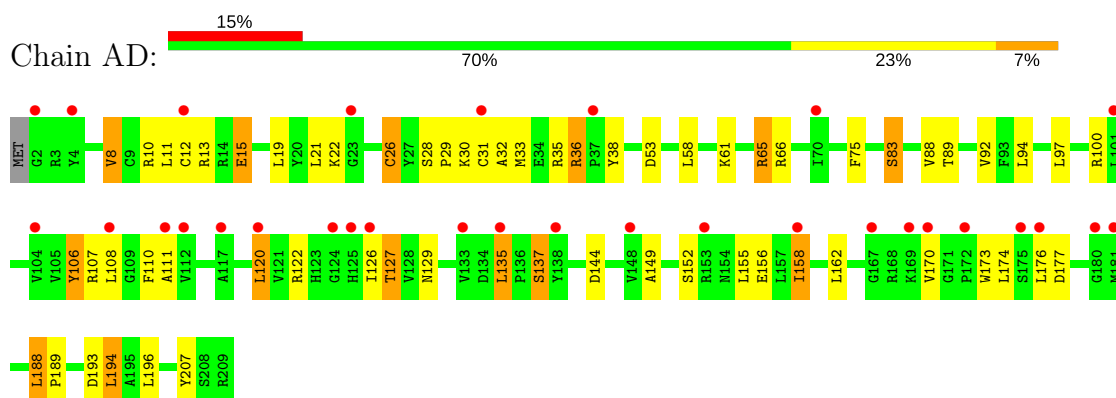 15%
Chain AD:
70% 23% 7%
MET G2 R3 Y4 V8 C9 R10 L11 C12 R13 R14 E15 L19 Y20 L21 K22 G23 C26 Y27 S28 P29 K30 C31 A32 M33 E34 R35 R36 P37 Y38 D53 L58 K61 R65 R66 I70 F75 S83 V88 T89 V92 F93 L94 L97 R100 L101
V104 V105 Y106 R107 L108 G109 F110 A111 V112 A117 L120 V121 R122 H123 G124 H125 I126 T127 V128 N129 V133 D134 L135 P136 S137 Y138 D144 V148 A149 S152 R153 N154 L155 E156 L157 I158 L162 G167 R168 K169 V170 G171 P172 W173 L174 S175 L176 D177 G180 M181
L188 P189 D193 L194 A195 L196 Y207 S208 R209